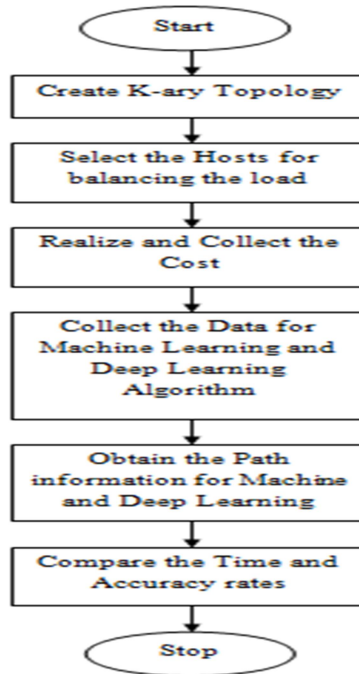 Start
Create K-ary Topology
Select the Hosts for
balancing the load
Realize and Collect the
Cost
Collect the Data for
Machine Learning and
Deep Learning
Algorithm
Obtain the Path
information for Machine
and Deep Learning
Compare the Time and
Accuracy rates
Stop